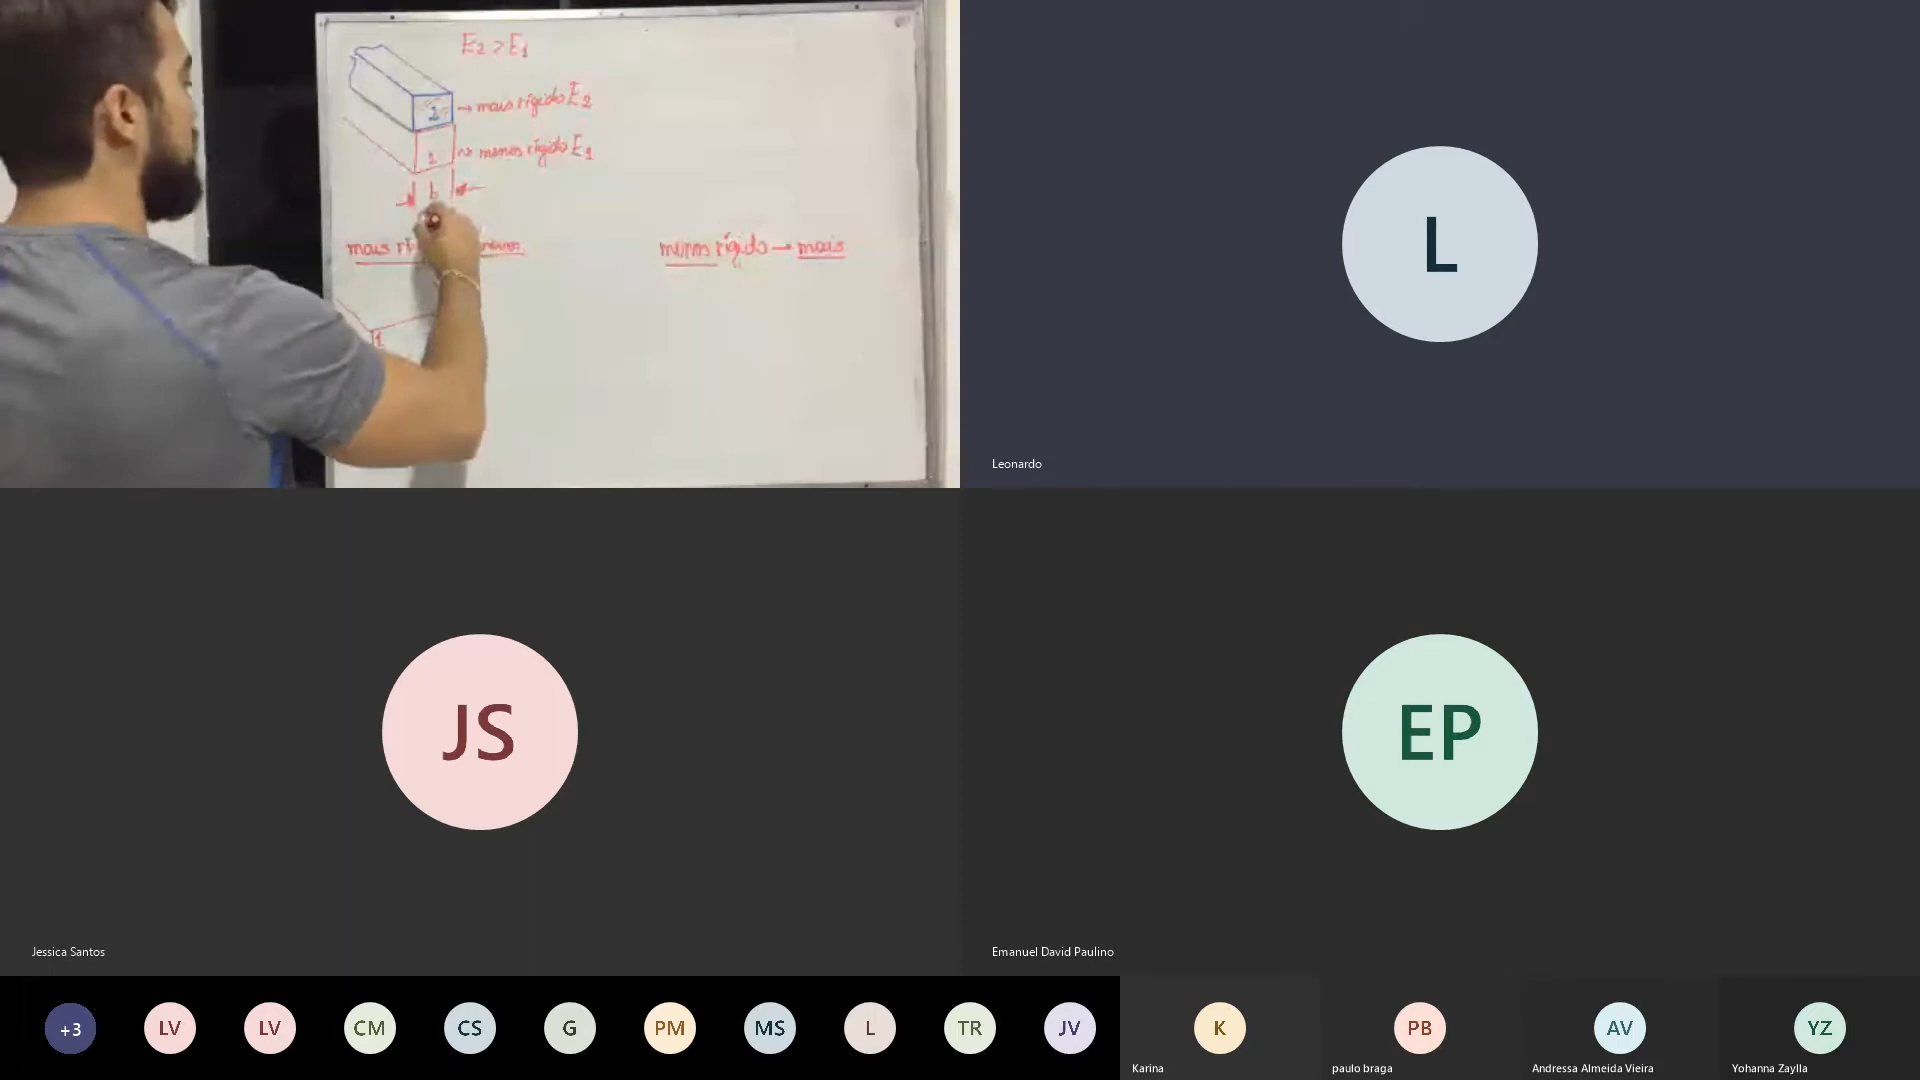 E2 > E1
2 → mais rígido E2
1 → menos rígido E1
b
mais
menos rígido → mais
1
L
Leonardo
JS
EP
Jessica Santos
Emanuel David Paulino
+3 LV LV CM CS G PM MS L TR JV K PB AV YZ
Karina paulo braga Andressa Almeida Vieira Yohanna Zaylla